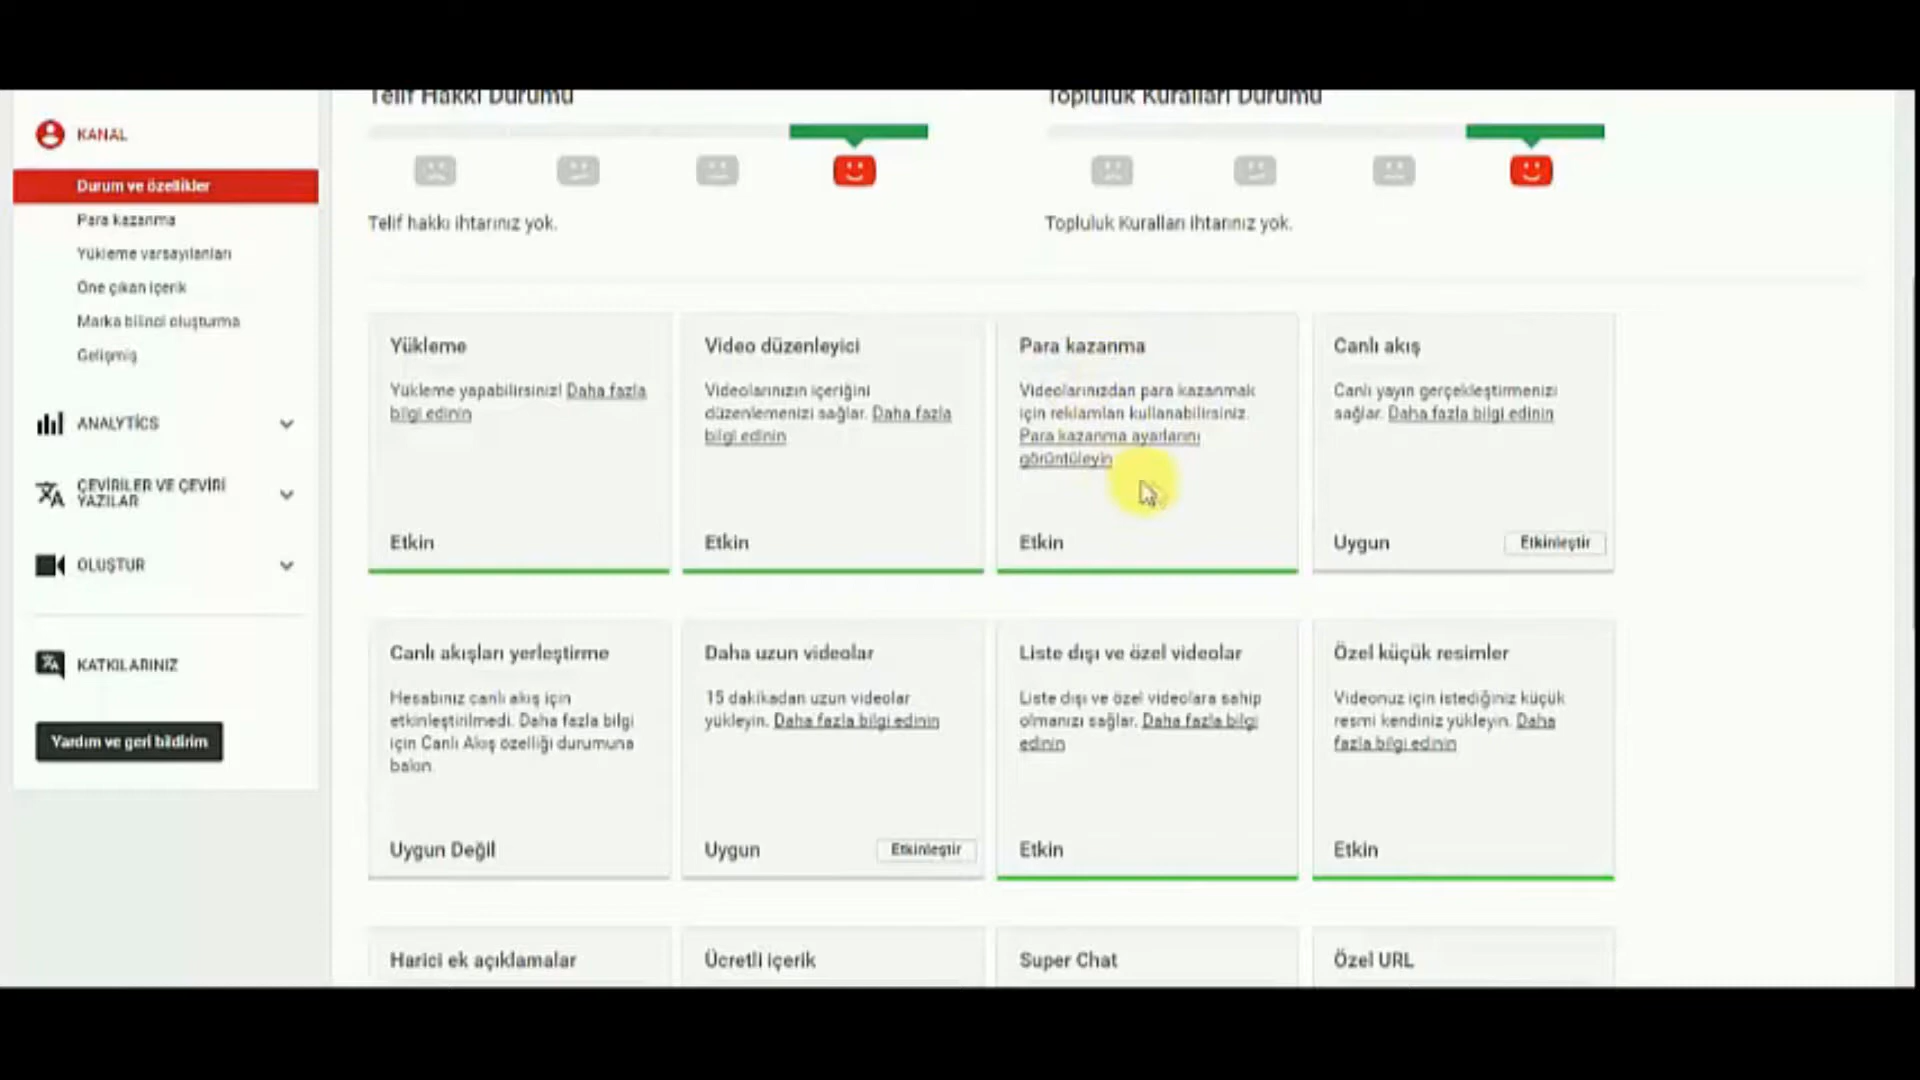 Telif Hakkı Durumu
Topluluk Kuralları Durumu
KANAL
Durum ve özellikler
Para kazanma
Yükleme varsayılanları
Öne çıkan içerik
Marka bilinci oluşturma
Gelişmiş
ANALYTİCS
ÇEVİRİLER VE ÇEVİRİ
YAZILAR
OLUŞTUR
KATKILARINIZ
Yardım ve geri bildirim
Telif hakkı ihtarınız yok.
Topluluk Kuralları ihtarınız yok.
Yükleme
Yükleme yapabilirsiniz! Daha fazla
bilgi edinin
Etkin
Video düzenleyici
Videolarınızın içeriğini
düzenlemenizi sağlar. Daha fazla
bilgi edinin
Etkin
Para kazanma
Videolarınızdan para kazanmak
için reklamları kullanabilirsiniz.
Para kazanma ayarlarını
görüntüleyin
Etkin
Canlı akış
Canlı yayın gerçekleştirmenizi
sağlar. Daha fazla bilgi edinin
Uygun
Etkinleştir
Canlı akışları yerleştirme
Hesabınız canlı akış için
etkinleştirilmedi. Daha fazla bilgi
için Canlı Akış özelliği durumuna
bakın.
Uygun Değil
Daha uzun videolar
15 dakikadan uzun videolar
yükleyin. Daha fazla bilgi edinin
Uygun
Etkinleştir
Liste dışı ve özel videolar
Liste dışı ve özel videolara sahip
olmanızı sağlar. Daha fazla bilgi
edinin
Etkin
Özel küçük resimler
Videonuz için istediğiniz küçük
resmi kendiniz yükleyin. Daha
fazla bilgi edinin
Etkin
Harici ek açıklamalar
Ücretli içerik
Super Chat
Özel URL